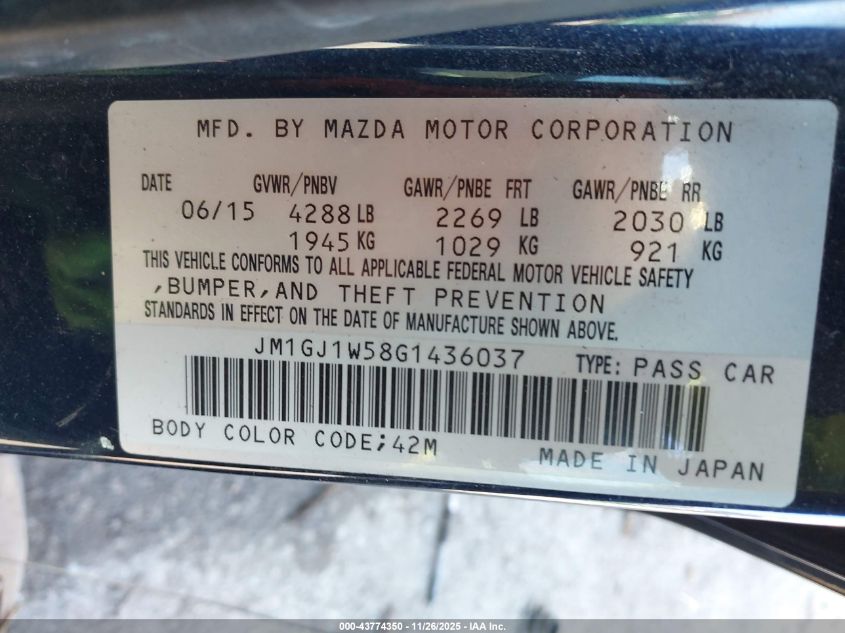 MFD. BY MAZDA MOTOR CORPORATION
DATE GVWR/PNBV GAWR/PNBE FRT GAWR/PNBE RR
06/15 4288 LB 2269 LB 2030 LB
1945 KG 1029 KG 921 KG
THIS VEHICLE CONFORMS TO ALL APPLICABLE FEDERAL MOTOR VEHICLE SAFETY
,BUMPER,AND THEFT PREVENTION
STANDARDS IN EFFECT ON THE DATE OF MANUFACTURE SHOWN ABOVE.
JM1GJ1W58G1436037 TYPE: PASS CAR
BODY COLOR CODE;42M
MADE IN JAPAN
000-43774350 - 11/26/2025 - IAA Inc.